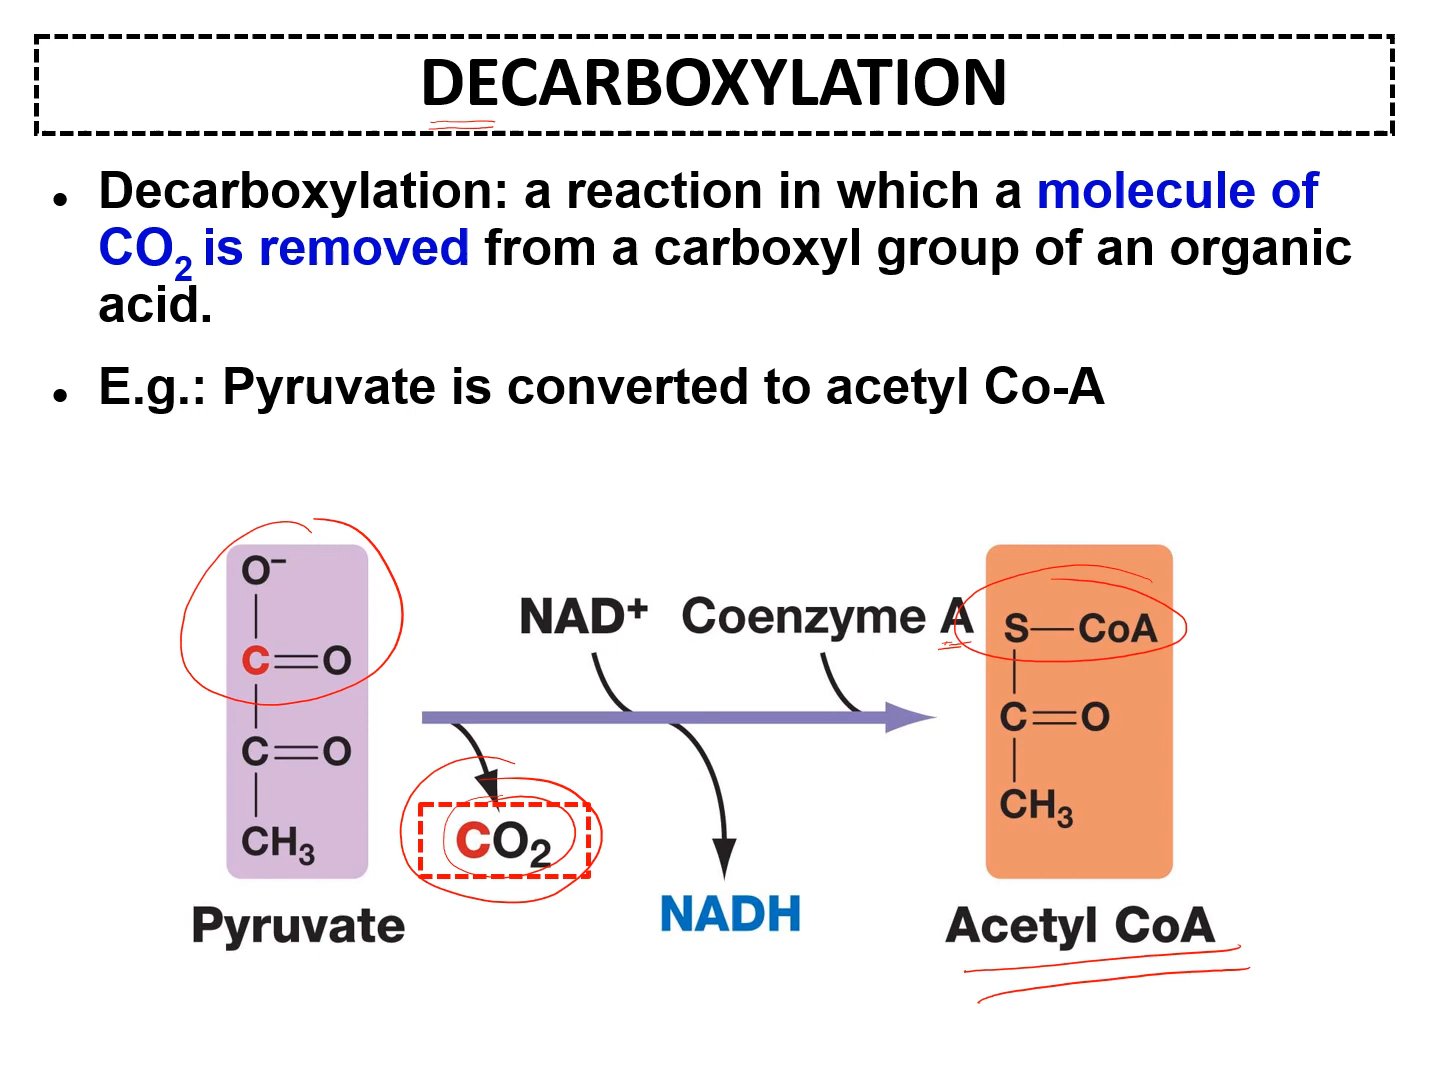 DECARBOXYLATION
• Decarboxylation: a reaction in which a molecule of
CO₂ is removed from a carboxyl group of an organic
acid.
• E.g.: Pyruvate is converted to acetyl Co-A
O⁻
C=O
C=O
CH₃
Pyruvate
NAD⁺ Coenzyme A
CO₂
NADH
S—CoA
C=O
CH₃
Acetyl CoA